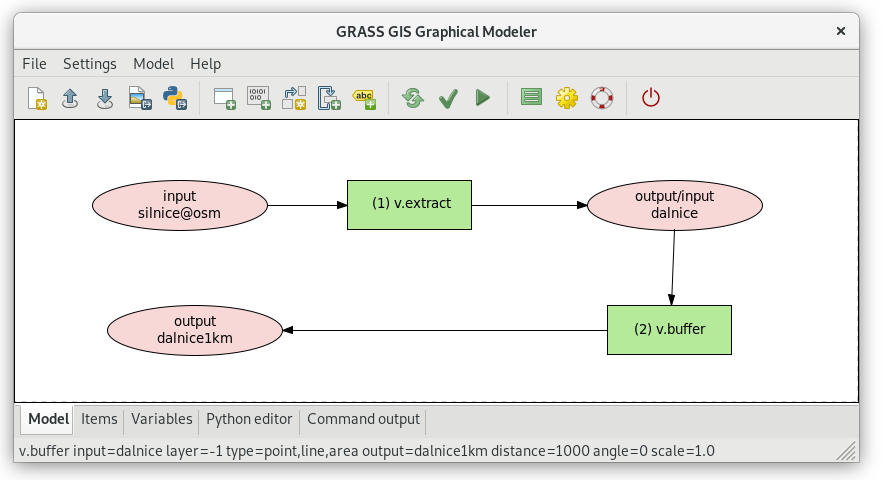 GRASS GIS Graphical Modeler
File Settings Model Help
input
silnice@osm
(1) v.extract
output/input
dalnice
output
dalnice1km
(2) v.buffer
Model Items Variables Python editor Command output
v.buffer input=dalnice layer=-1 type=point,line,area output=dalnice1km distance=1000 angle=0 scale=1.0